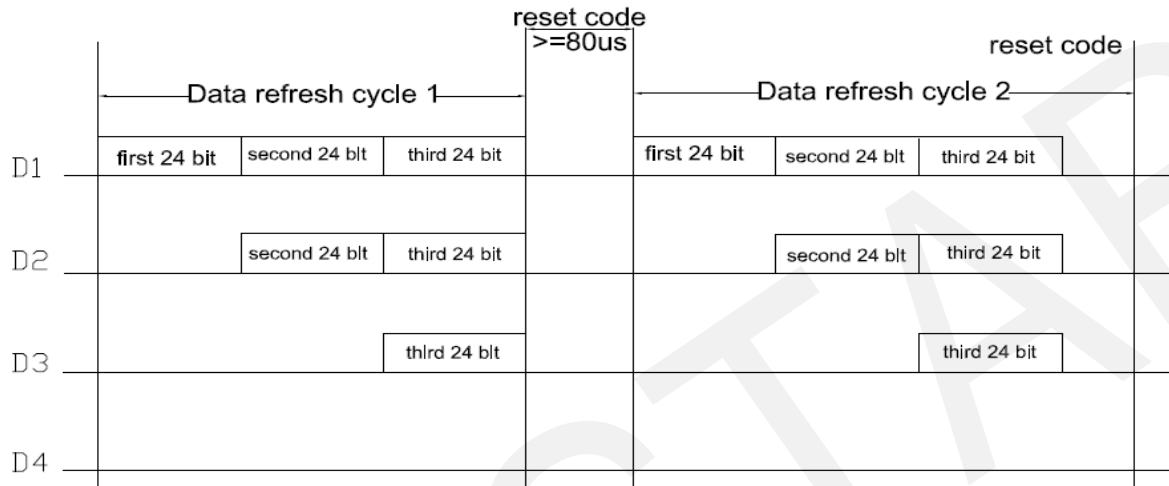 reset code
>=80us
reset code
Data refresh cycle 1
Data refresh cycle 2
D1 first 24 bit second 24 blt third 24 bit first 24 bit second 24 blt third 24 bit
D2 second 24 blt third 24 bit second 24 blt third 24 bit
D3 thlrd 24 blt third 24 bit
D4